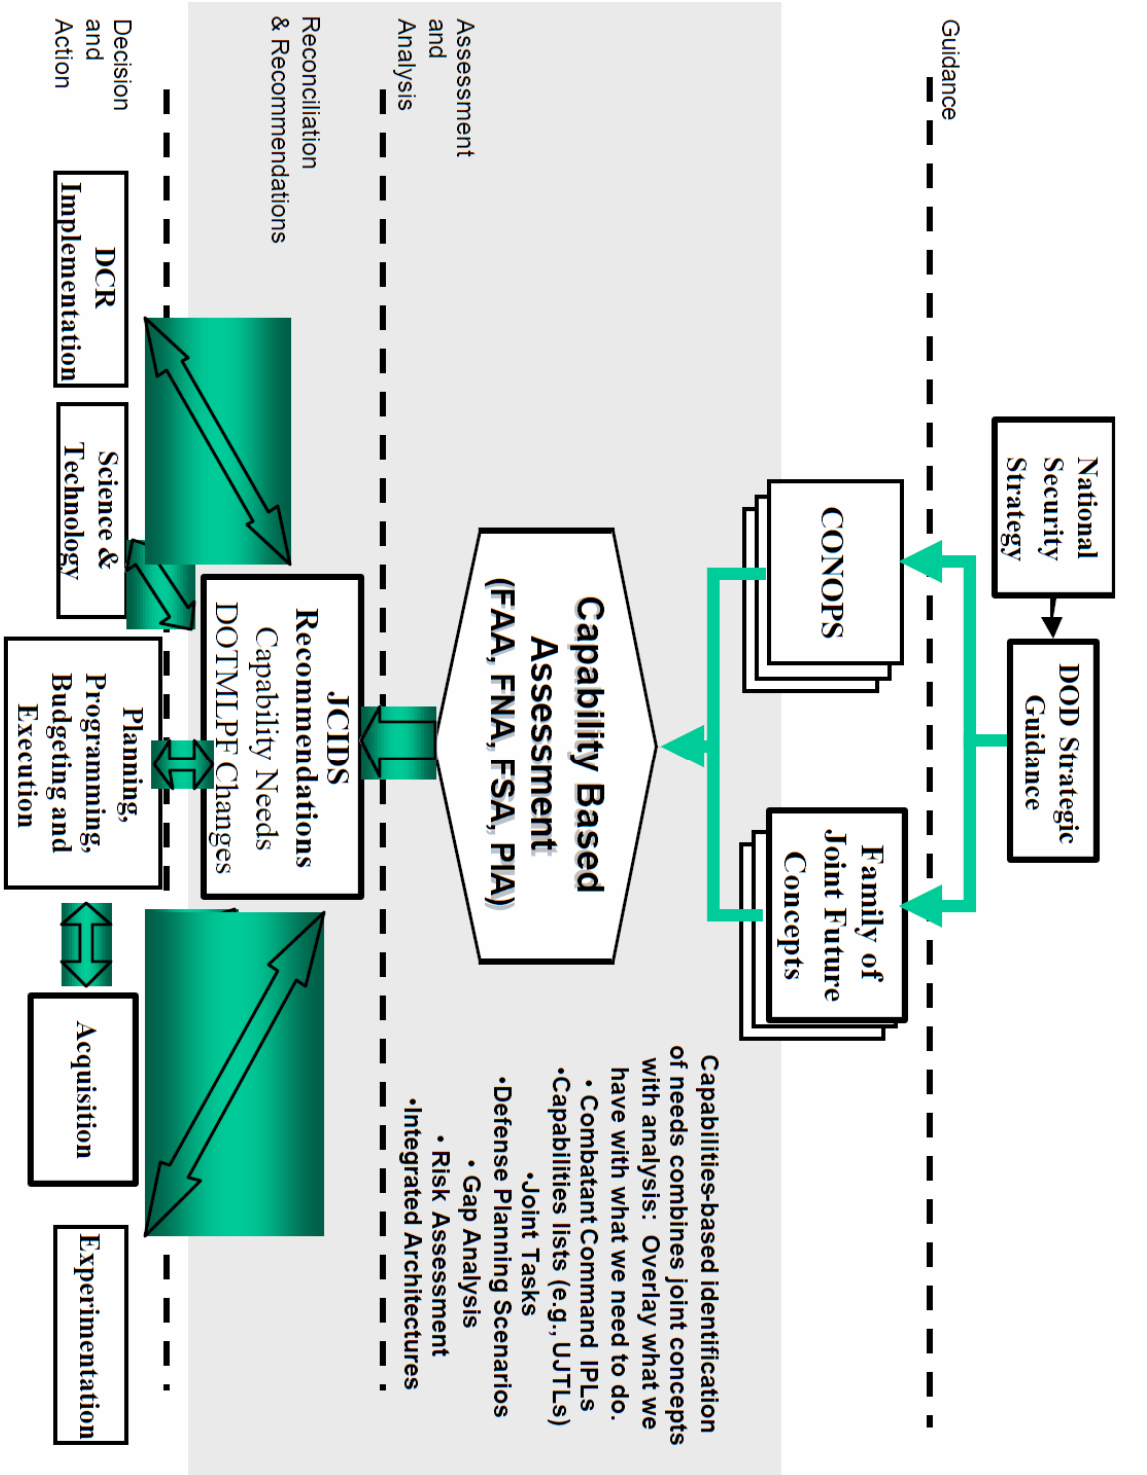 Guidance
National
Security
Strategy
DOD Strategic
Guidance
CONOPS
Family of
Joint Future
Concepts
Assessment
and
Analysis
Capability Based
Assessment
(FAA, FNA, FSA, PIA)
Capabilities-based identification
of needs combines joint concepts
with analysis: Overlay what we
have with what we need to do.
• Combatant Command IPLs
•Capabilities lists (e.g., UJTLs)
•Joint Tasks
•Defense Planning Scenarios
• Gap Analysis
• Risk Assessment
•Integrated Architectures
Reconciliation
& Recommendations
JCIDS
Recommendations
Capability Needs
DOTMLPF Changes
Decision
and
Action
DCR
Implementation
Science &
Technology
Planning,
Programming,
Budgeting and
Execution
Acquisition
Experimentation